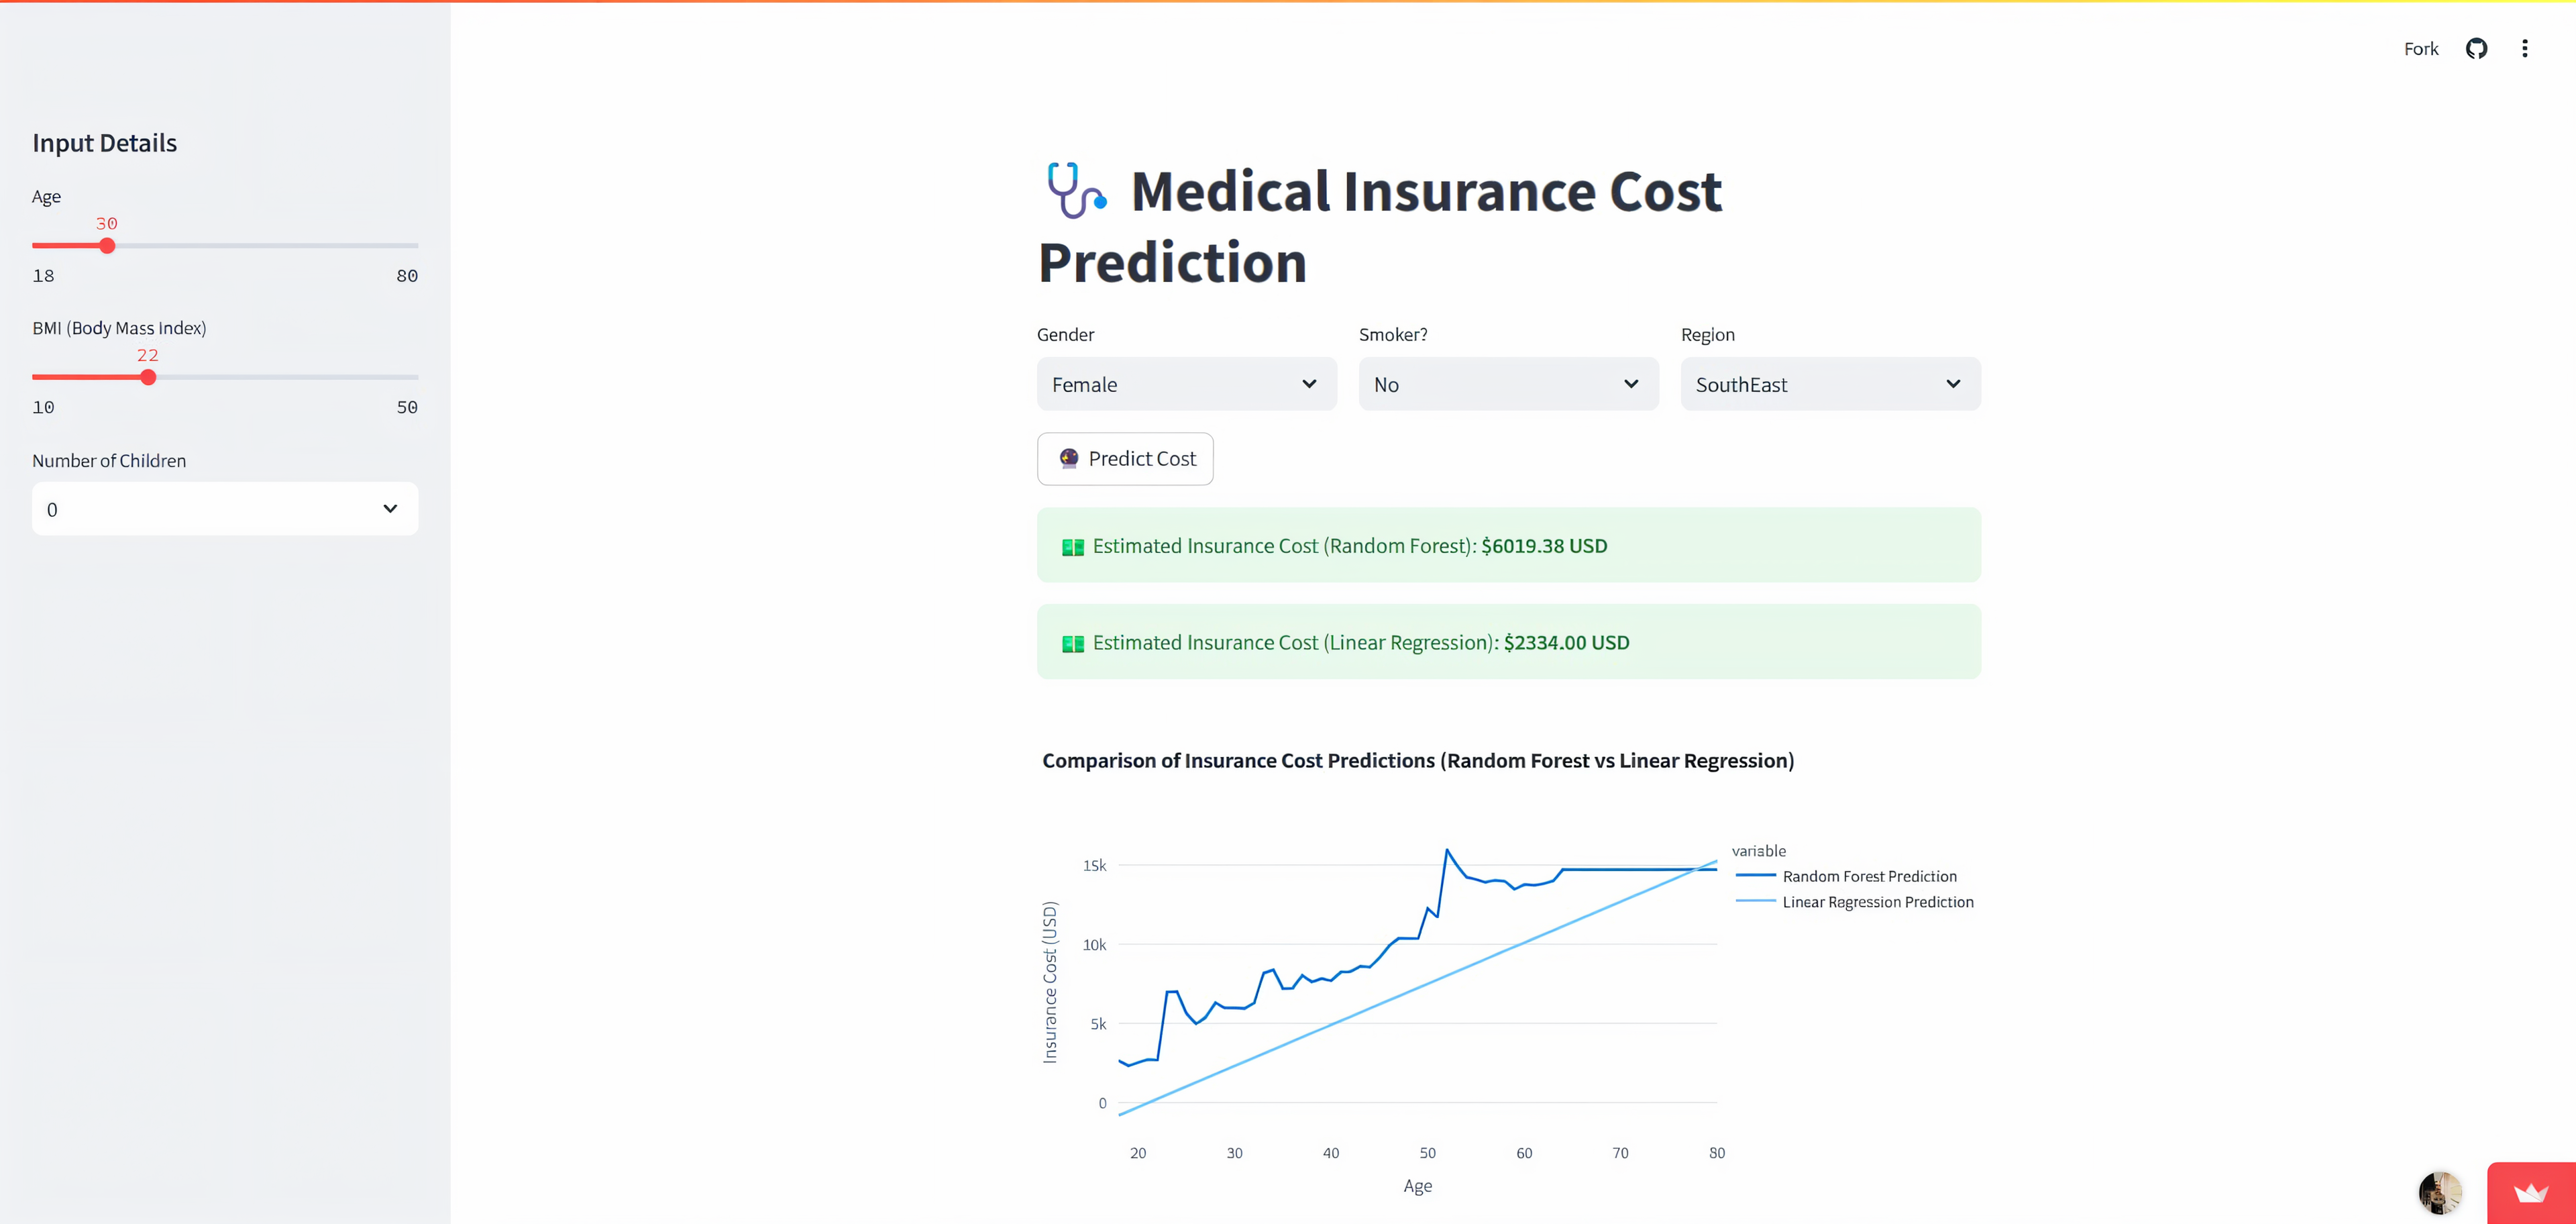 Fork
Input Details
Age
30
18 80
BMI (Body Mass Index)
22
10 50
Number of Children
0
Medical Insurance Cost
Prediction
Gender Smoker? Region
Female No SouthEast
Predict Cost
Estimated Insurance Cost (Random Forest): $6019.38 USD
Estimated Insurance Cost (Linear Regression): $2334.00 USD
Comparison of Insurance Cost Predictions (Random Forest vs Linear Regression)
variable
Random Forest Prediction
Linear Regression Prediction
Insurance Cost (USD)
15k
10k
5k
0
20 30 40 50 60 70 80
Age